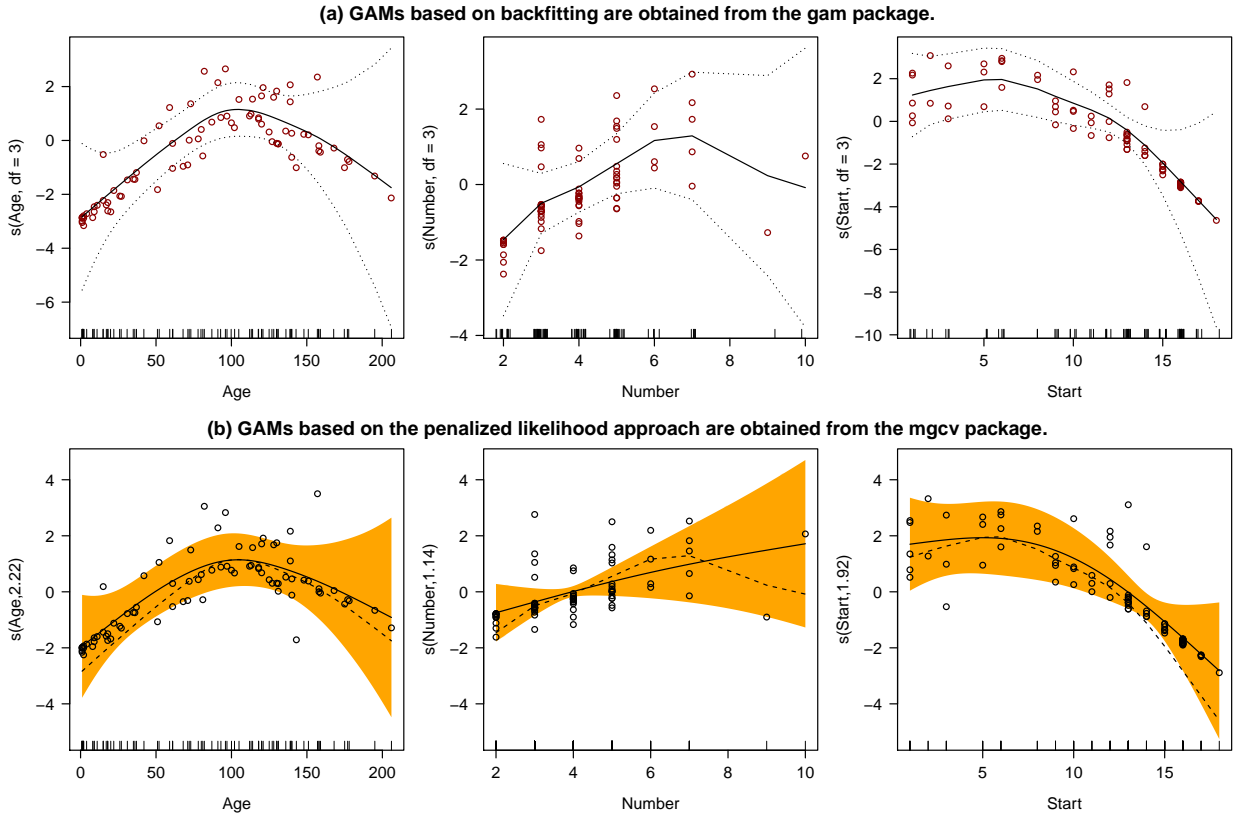 (a) GAMs based on backfitting are obtained from the gam package.
s(Age, df = 3)
2
0
−2
−4
−6
0 50 100 150 200
Age
s(Number, df = 3)
2
0
−2
−4
2 4 6 8 10
Number
s(Start, df = 3)
2
0
−2
−4
−6
−8
−10
5 10 15
Start
(b) GAMs based on the penalized likelihood approach are obtained from the mgcv package.
s(Age,2.22)
4
2
0
−2
−4
0 50 100 150 200
Age
s(Number,1.14)
4
2
0
−2
−4
2 4 6 8 10
Number
s(Start,1.92)
4
2
0
−2
−4
5 10 15
Start